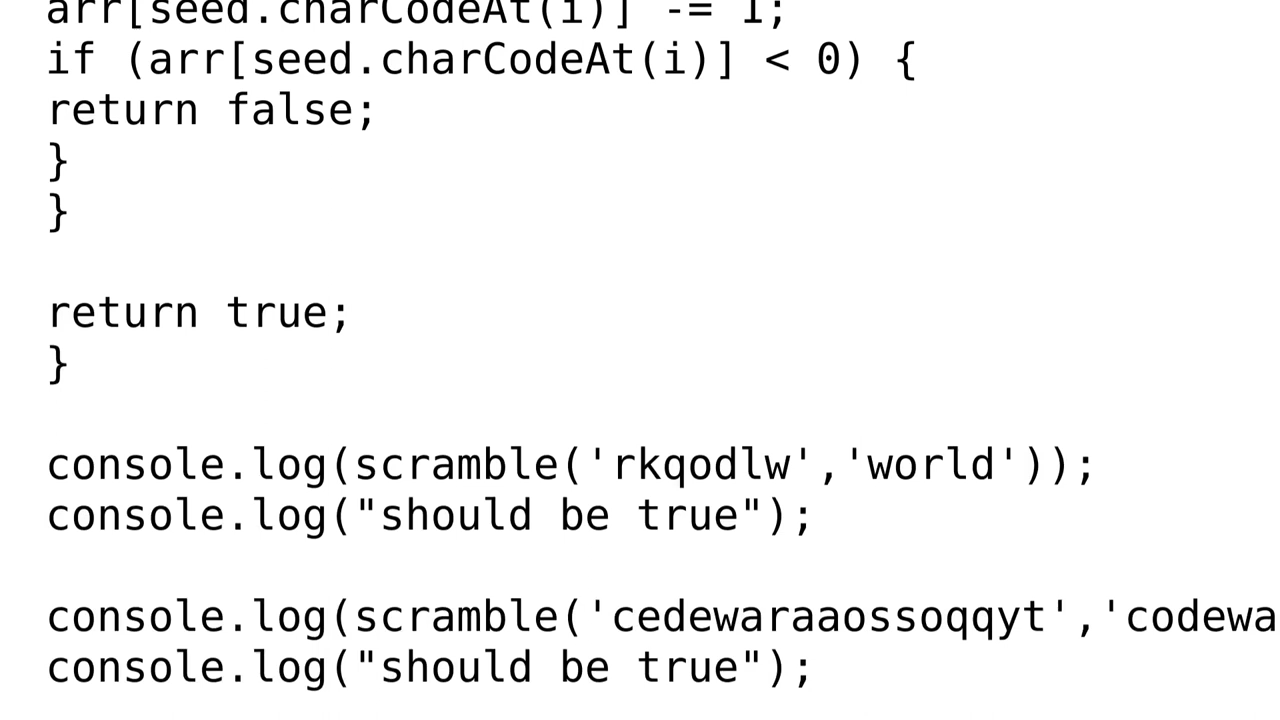 arr[seed.charCodeAt(i)] -= 1;
if (arr[seed.charCodeAt(i)] < 0) {
return false;
}
}
return true;
}
console.log(scramble('rkqodlw','world'));
console.log("should be true");
console.log(scramble('cedewaraaossoqqyt','codewa
console.log("should be true");